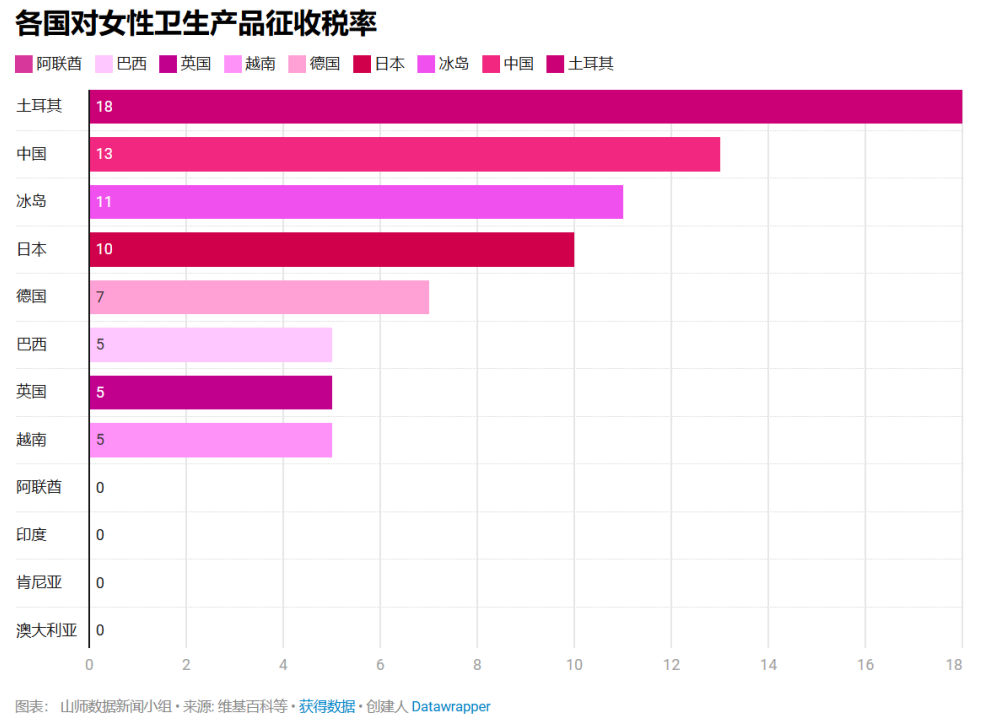 各国对女性卫生产品征收税率
阿联酋 巴西 英国 越南 德国 日本 冰岛 中国 土耳其
土耳其 18
中国 13
冰岛 11
日本 10
德国 7
巴西 5
英国 5
越南 5
阿联酋 0
印度 0
肯尼亚 0
澳大利亚 0
0 2 4 6 8 10 12 14 16 18
图表： 山师数据新闻小组 • 来源: 维基百科等 • 获得数据 • 创建人 Datawrapper